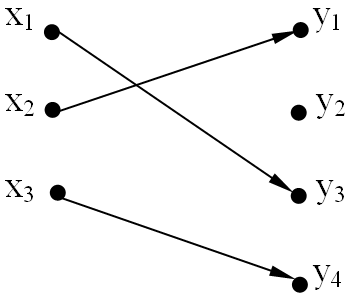 x₁ y₁
x₂ y₂
x₃ y₃
y₄